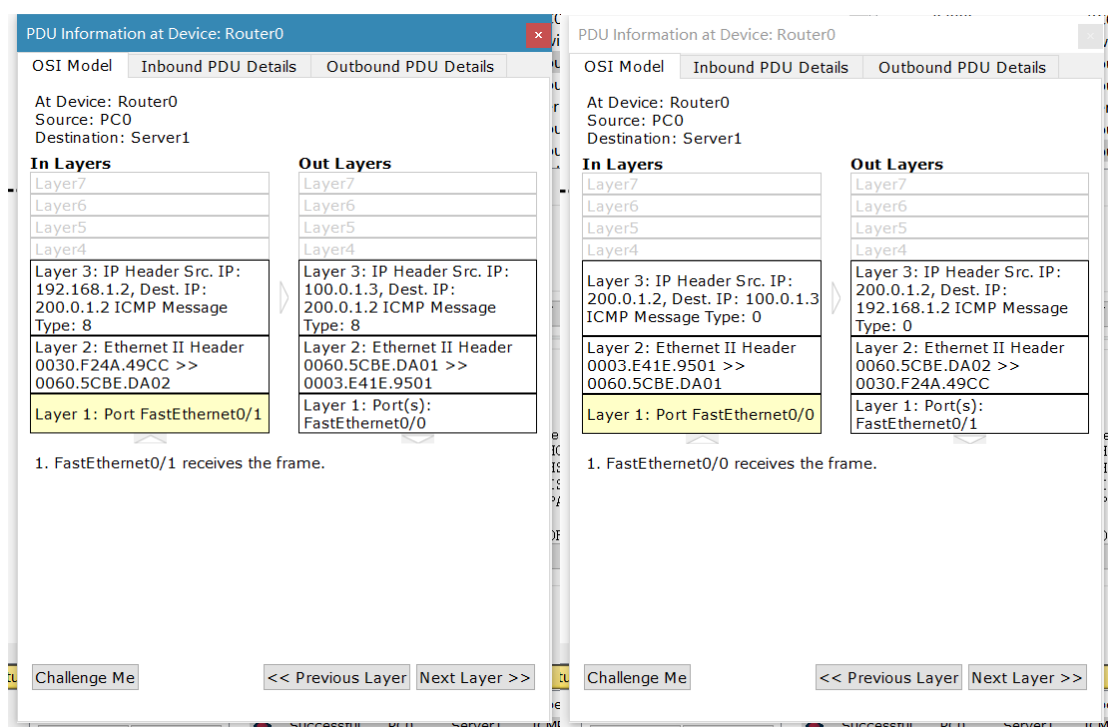 PDU Information at Device: Router0
OSI Model
Inbound PDU Details
Outbound PDU Details
At Device: Router0
Source: PC0
Destination: Server1
In Layers
Layer7
Layer6
Layer5
Layer4
Layer 3: IP Header Src. IP:
192.168.1.2, Dest. IP:
200.0.1.2 ICMP Message
Type: 8
Layer 2: Ethernet II Header
0030.F24A.49CC >>
0060.5CBE.DA02
Layer 1: Port FastEthernet0/1
Out Layers
Layer7
Layer6
Layer5
Layer4
Layer 3: IP Header Src. IP:
100.0.1.3, Dest. IP:
200.0.1.2 ICMP Message
Type: 8
Layer 2: Ethernet II Header
0060.5CBE.DA01 >>
0003.E41E.9501
Layer 1: Port(s):
FastEthernet0/0
1. FastEthernet0/1 receives the frame.
Challenge Me
<< Previous Layer
Next Layer >>
PDU Information at Device: Router0
OSI Model
Inbound PDU Details
Outbound PDU Details
At Device: Router0
Source: PC0
Destination: Server1
In Layers
Layer7
Layer6
Layer5
Layer4
Layer 3: IP Header Src. IP:
200.0.1.2, Dest. IP: 100.0.1.3
ICMP Message Type: 0
Layer 2: Ethernet II Header
0003.E41E.9501 >>
0060.5CBE.DA01
Layer 1: Port FastEthernet0/0
Out Layers
Layer7
Layer6
Layer5
Layer4
Layer 3: IP Header Src. IP:
200.0.1.2, Dest. IP:
192.168.1.2 ICMP Message
Type: 0
Layer 2: Ethernet II Header
0060.5CBE.DA02 >>
0030.F24A.49CC
Layer 1: Port(s):
FastEthernet0/1
1. FastEthernet0/0 receives the frame.
Challenge Me
<< Previous Layer
Next Layer >>